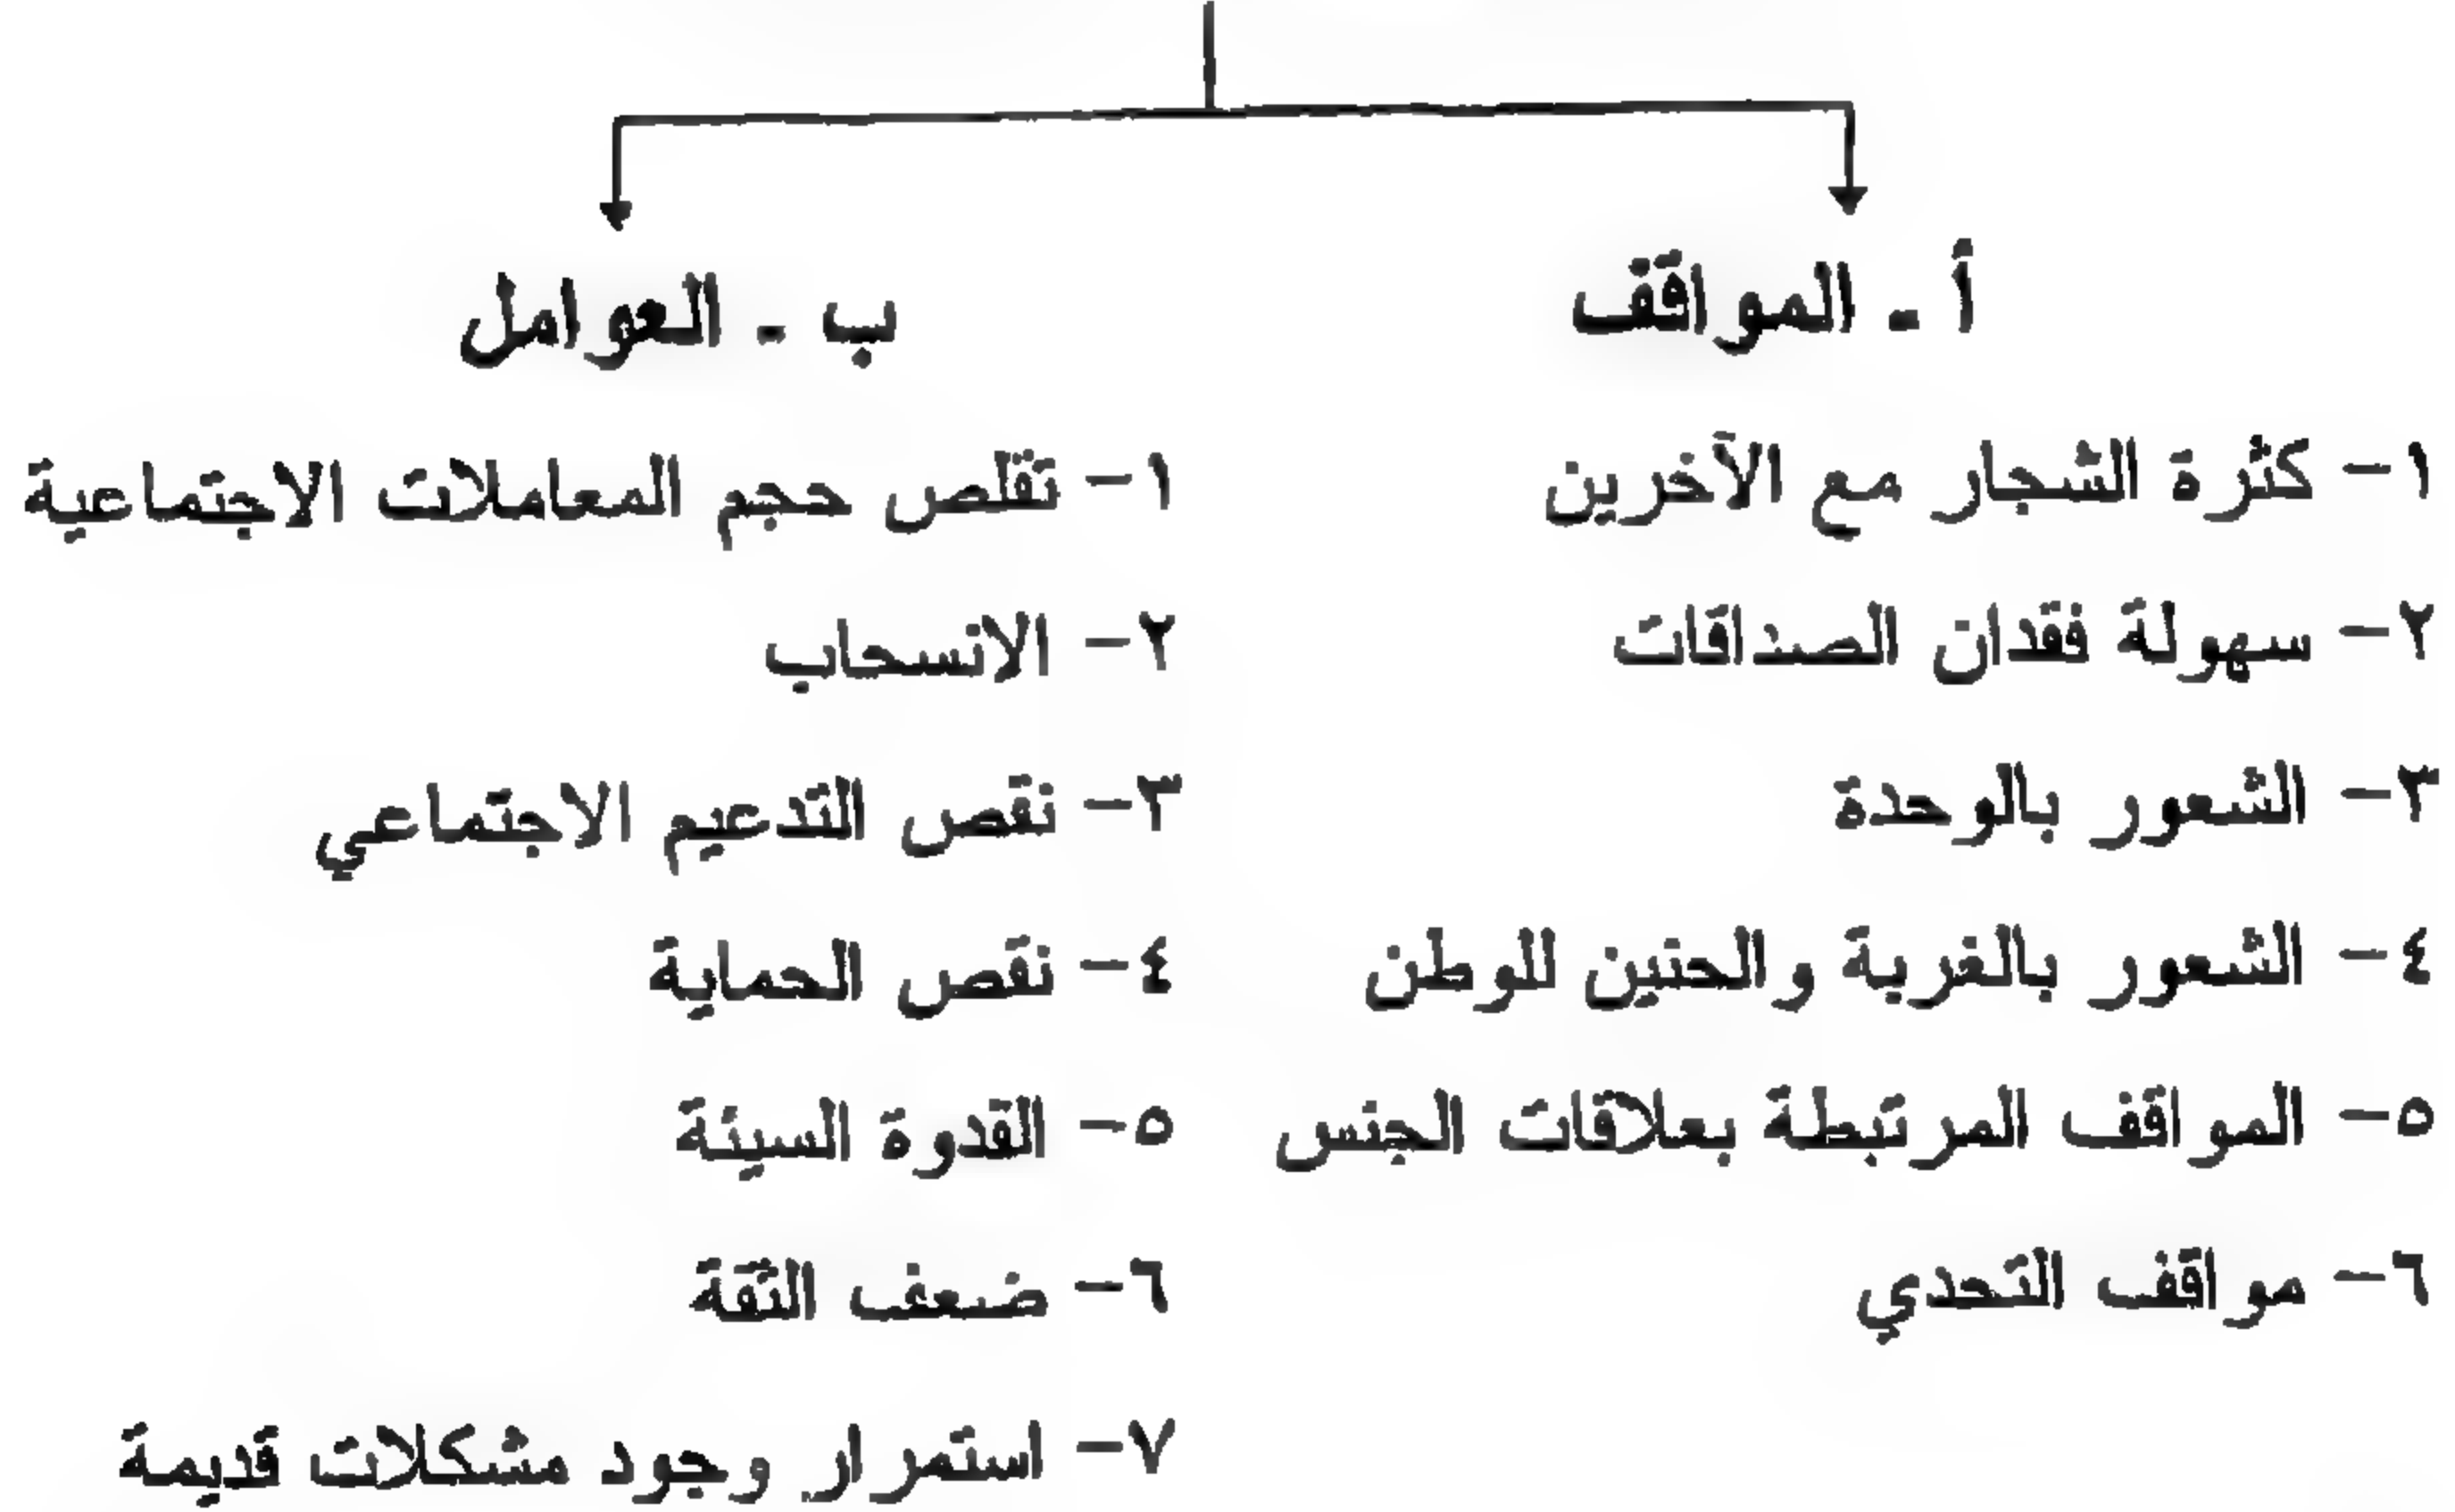 أ ـ المواقف
١- كثرة الشجار مع الآخرين
٢- سهولة فقدان الصداقات
٣- الشعور بالوحدة
٤- الشعور بالغربة والحنين للوطن
٥- المواقف المرتبطة بعلاقات الجنس
٦- مواقف التحدي
ب ـ العوامل
١- تقلص حجم المعاملات الاجتماعية
٢- الانسحاب
٣- نقص التدعيم الاجتماعي
٤- نقص الحماية
٥- القدوة السيئة
٦- ضعف الثقة
٧- استمرار وجود مشكلات قديمة